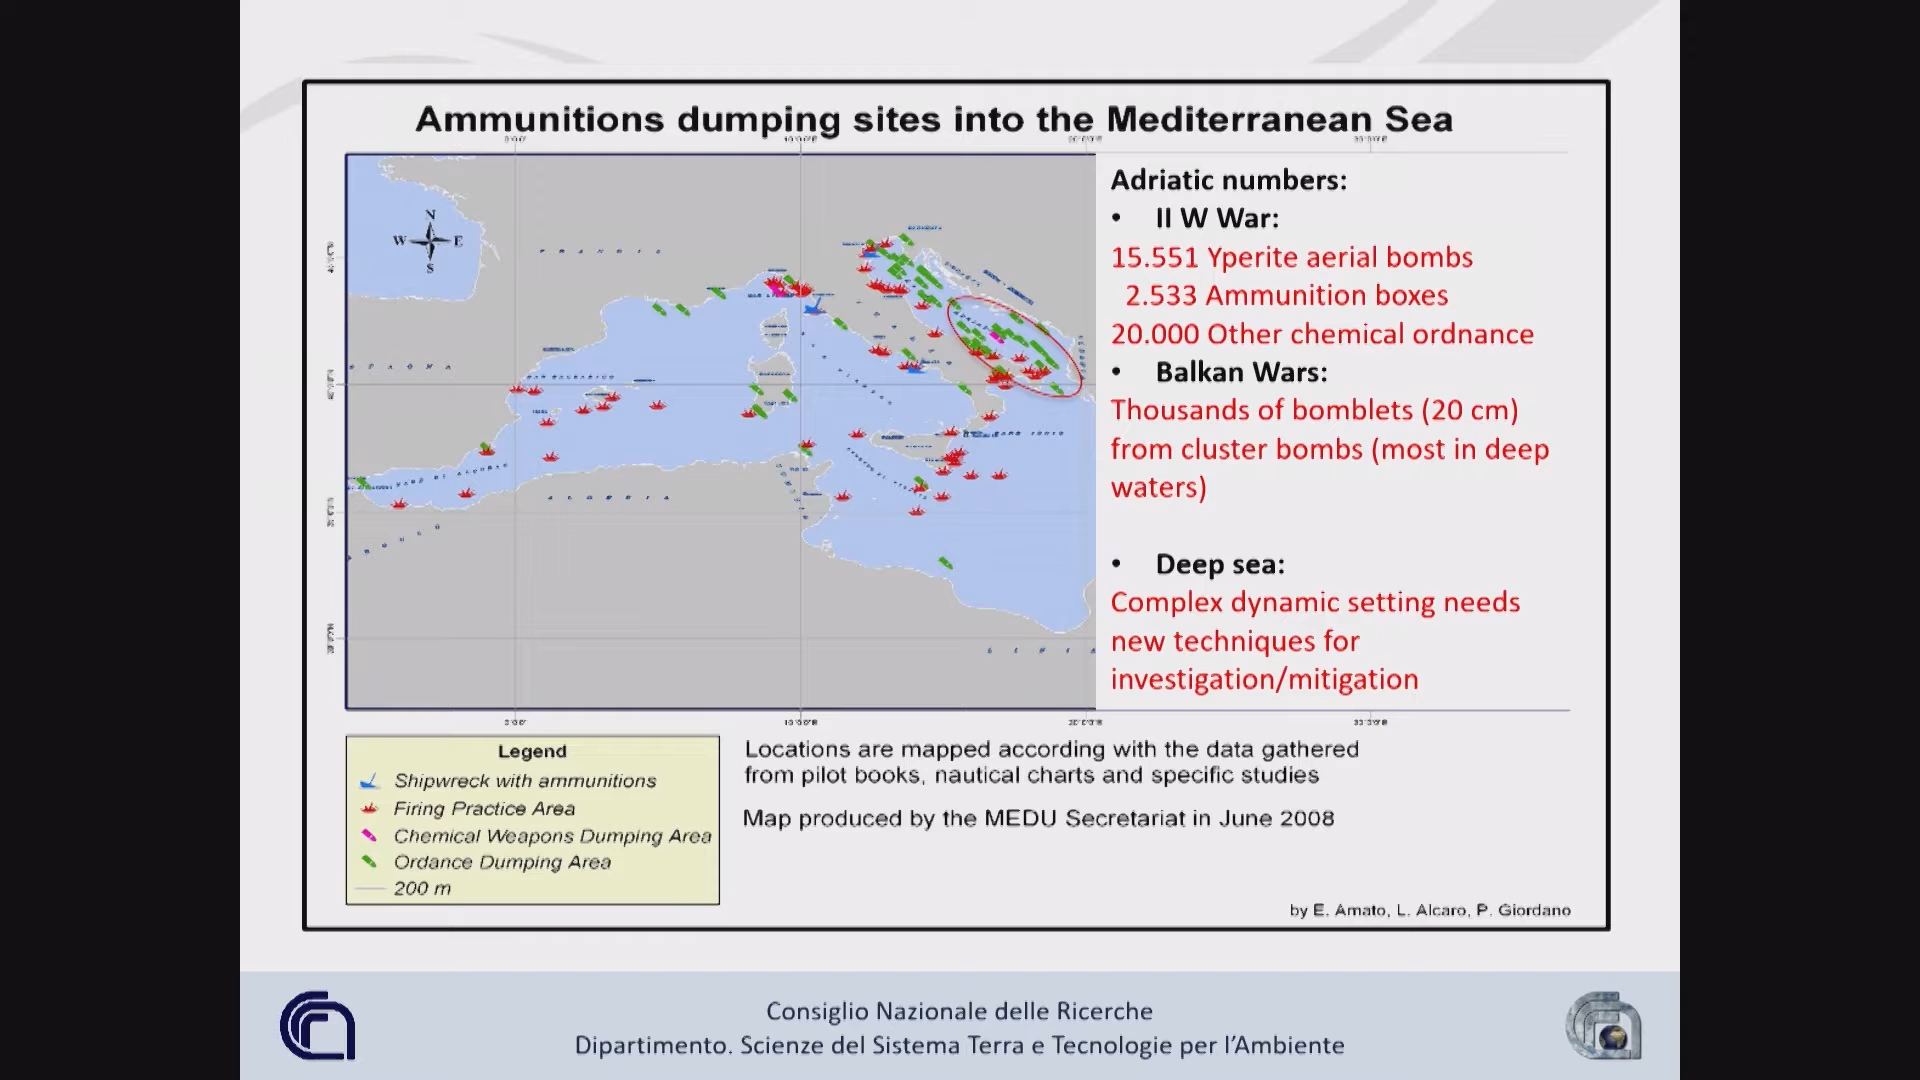 Ammunitions dumping sites into the Mediterranean Sea
N
W E
S
Adriatic numbers:
• II W War:
15.551 Yperite aerial bombs
2.533 Ammunition boxes
20.000 Other chemical ordnance
• Balkan Wars:
Thousands of bomblets (20 cm)
from cluster bombs (most in deep
waters)
• Deep sea:
Complex dynamic setting needs
new techniques for
investigation/mitigation
Legend
Shipwreck with ammunitions
Firing Practice Area
Chemical Weapons Dumping Area
Ordance Dumping Area
200 m
Locations are mapped according with the data gathered
from pilot books, nautical charts and specific studies
Map produced by the MEDU Secretariat in June 2008
by E. Amato, L. Alcaro, P. Giordano
Consiglio Nazionale delle Ricerche
Dipartimento. Scienze del Sistema Terra e Tecnologie per l’Ambiente